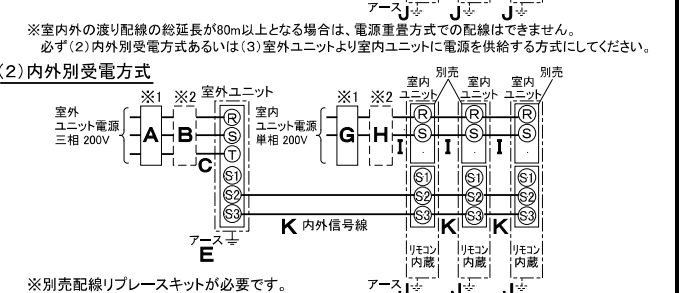 アース J J J
※室内外の渡り配線の総延長が80m以上となる場合は、電源重畳方式での配線はできません。
必ず(2)内外別受電方式あるいは(3)室外ユニットより室内ユニットに電源を供給する方式にしてください。
(2)内外別受電方式
別売 別売
※1 ※2 室外ユニット ※1 ※2 室内ユニット 室内ユニット 室内ユニット
室外
ユニット電源
三相 200V
A B C
R
S
T
S1
S2
S3
室内
ユニット電源
単相 200V
G H I I I
R R R
S S S
S1 S1 S1
S2 S2 S2
S3 S3 S3
K 内外信号線 K K
アース
E
リモコン内蔵 リモコン内蔵 リモコン内蔵
※別売配線リプレースキットが必要です。
アース J J J